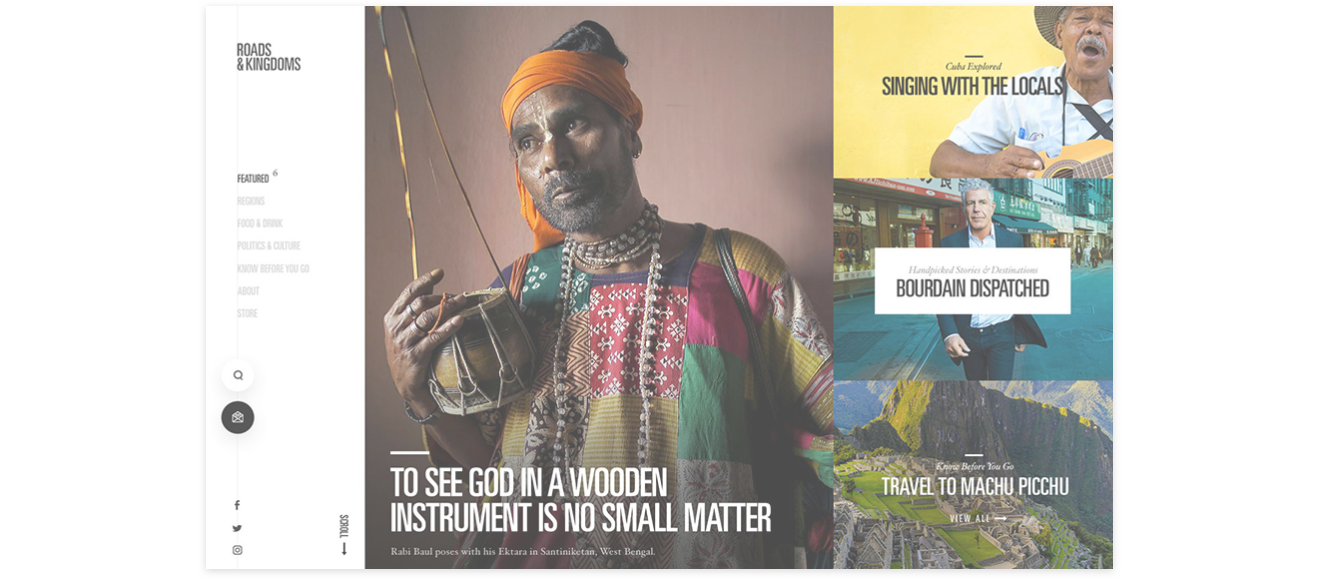 ROADS
& KINGDOMS
FEATURED 6
REGIONS
FOOD & DRINK
POLITICS & CULTURE
KNOW BEFORE YOU GO
ABOUT
STORE
SCROLL
TO SEE GOD IN A WOODEN
INSTRUMENT IS NO SMALL MATTER
Rabi Baul poses with his Ektara in Santiniketan, West Bengal.
Cuba Explored
SINGING WITH THE LOCALS
Handpicked Stories & Destinations
BOURDAIN DISPATCHED
Know Before You Go
TRAVEL TO MACHU PICCHU
VIEW ALL